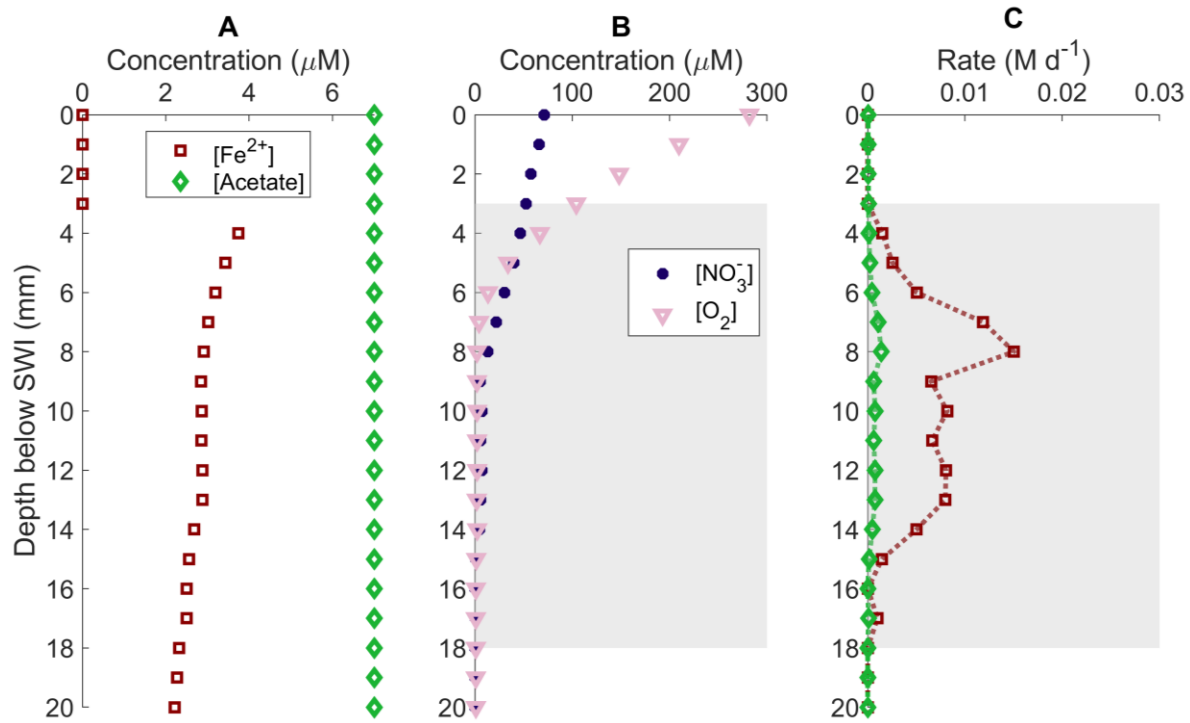 A
Concentration (μM)
0 2 4 6
0
2
4
6
8
10
12
14
16
18
20
Depth below SWI (mm)
[Fe²⁺]
[Acetate]
B
Concentration (μM)
0 100 200 300
0
2
4
6
8
10
12
14
16
18
20
[NO₃⁻]
[O₂]
C
Rate (M d⁻¹)
0 0.01 0.02 0.03
0
2
4
6
8
10
12
14
16
18
20